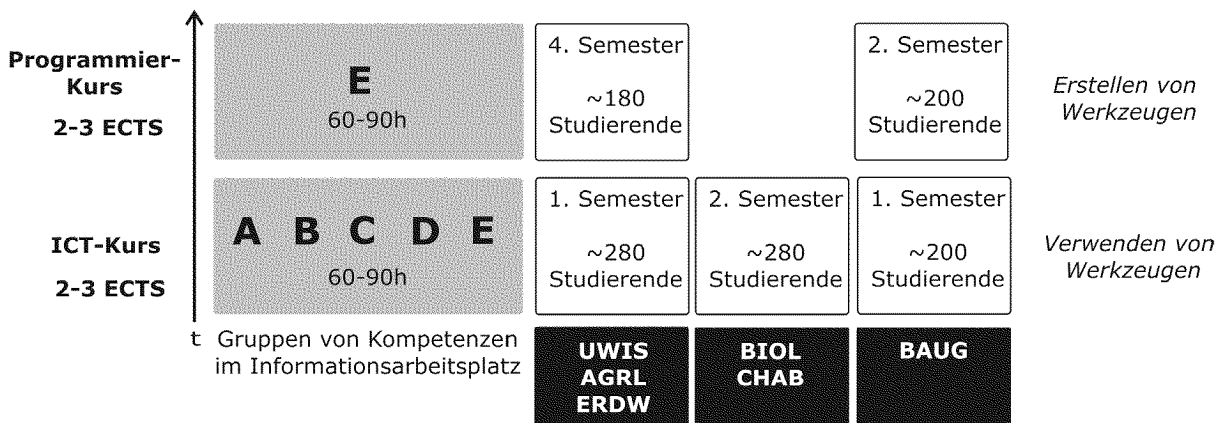 Programmier-
Kurs
2-3 ECTS
E
60-90h
4. Semester
~180
Studierende
2. Semester
~200
Studierende
Erstellen von
Werkzeugen
ICT-Kurs
2-3 ECTS
A B C D E
60-90h
1. Semester
~280
Studierende
2. Semester
~280
Studierende
1. Semester
~200
Studierende
Verwenden von
Werkzeugen
t
Gruppen von Kompetenzen
im Informationsarbeitsplatz
UWIS
AGRL
ERDW
BIOL
CHAB
BAUG